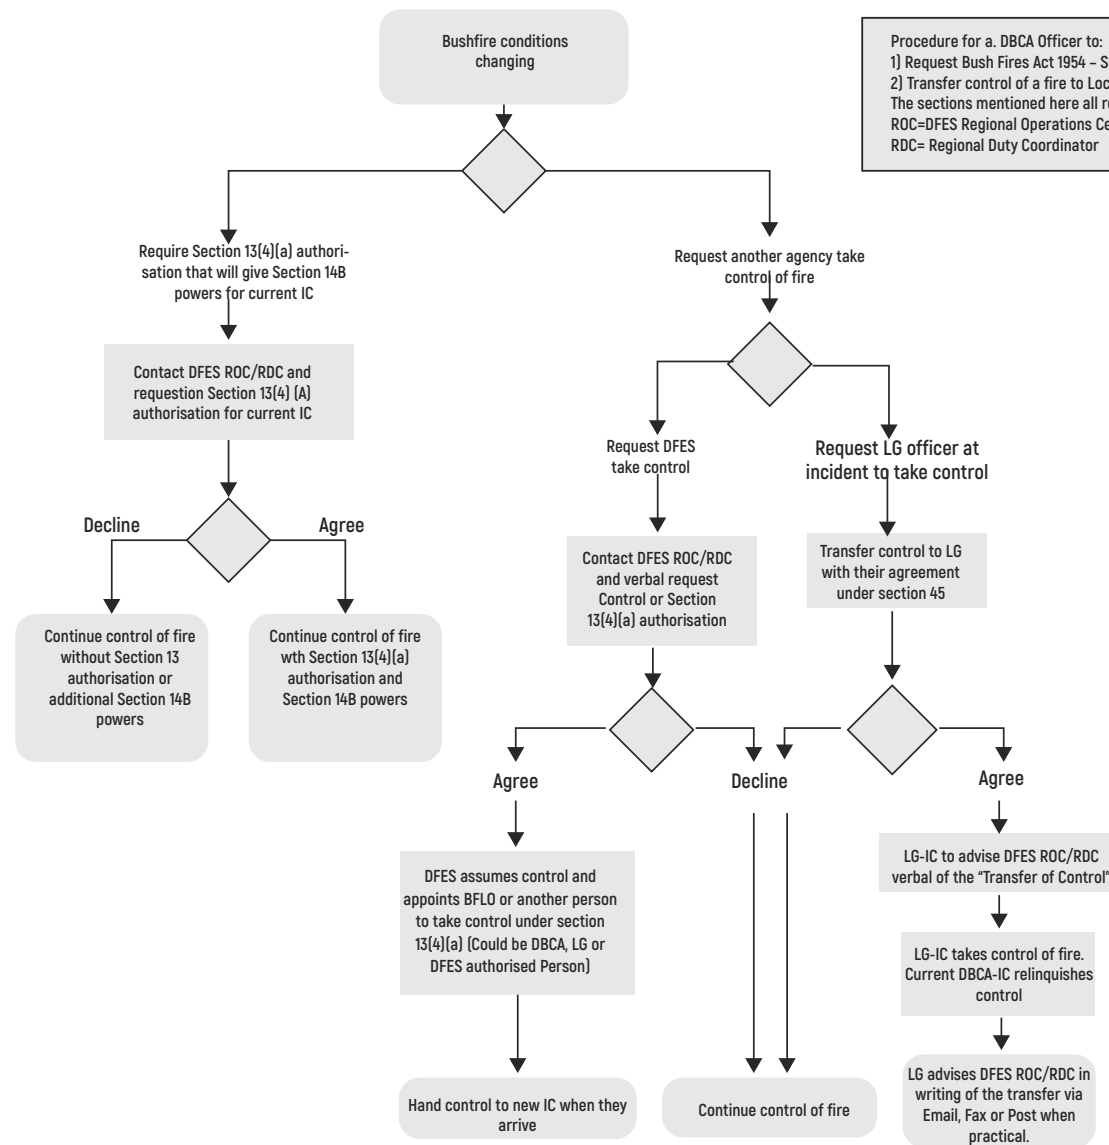 Bushfire conditions
changing
Procedure for a. DBCA Officer to:
1) Request Bush Fires Act 1954 –
2) Transfer control of a fire to
The sections mentioned here all
ROC=DFES Regional Operations
RDC= Regional Duty Coordinator
Require Section 13(4)(a) authori-
sation that will give Section 14B
powers for current IC
Request another agency take
control of fire
Contact DFES ROC/RDC and
requestion Section 13(4) (A)
authorisation for current IC
Request DFES
take control
Request LG officer at
incident to take control
Decline
Agree
Contact DFES ROC/RDC
and verbal request
Control or Section
13(4)(a) authorisation
Transfer control to LG
with their agreement
under section 45
Continue control of fire
without Section 13
authorisation or
additional Section 14B
powers
Continue control of fire
wth Section 13(4)(a)
authorisation and
Section 14B powers
Agree
Decline
Agree
DFES assumes control and
appoints BFLO or another person
to take control under section
13(4)(a) (Could be DBCA, LG or
DFES authorised Person)
LG-IC to advise DFES ROC/RDC
verbal of the "Transfer of Control"
LG-IC takes control of fire.
Current DBCA-IC relinquishes
control
Hand control to new IC when they
arrive
Continue control of fire
LG advises DFES ROC/RDC in
writing of the transfer via
Email, Fax or Post when
practical.